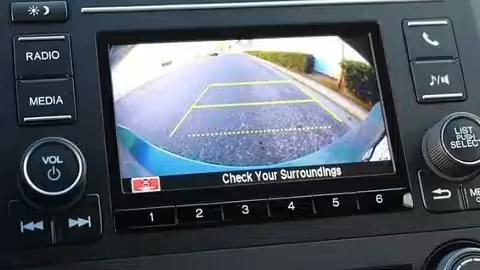 RADIO
MEDIA
VOL
Check Your Surroundings
1 2 3 4 5 6
LIST
PUSH
SELECT